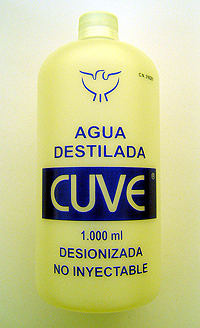 AGUA
DESTILADA
CUVE®
1.000 ml
DESIONIZADA
NO INYECTABLE